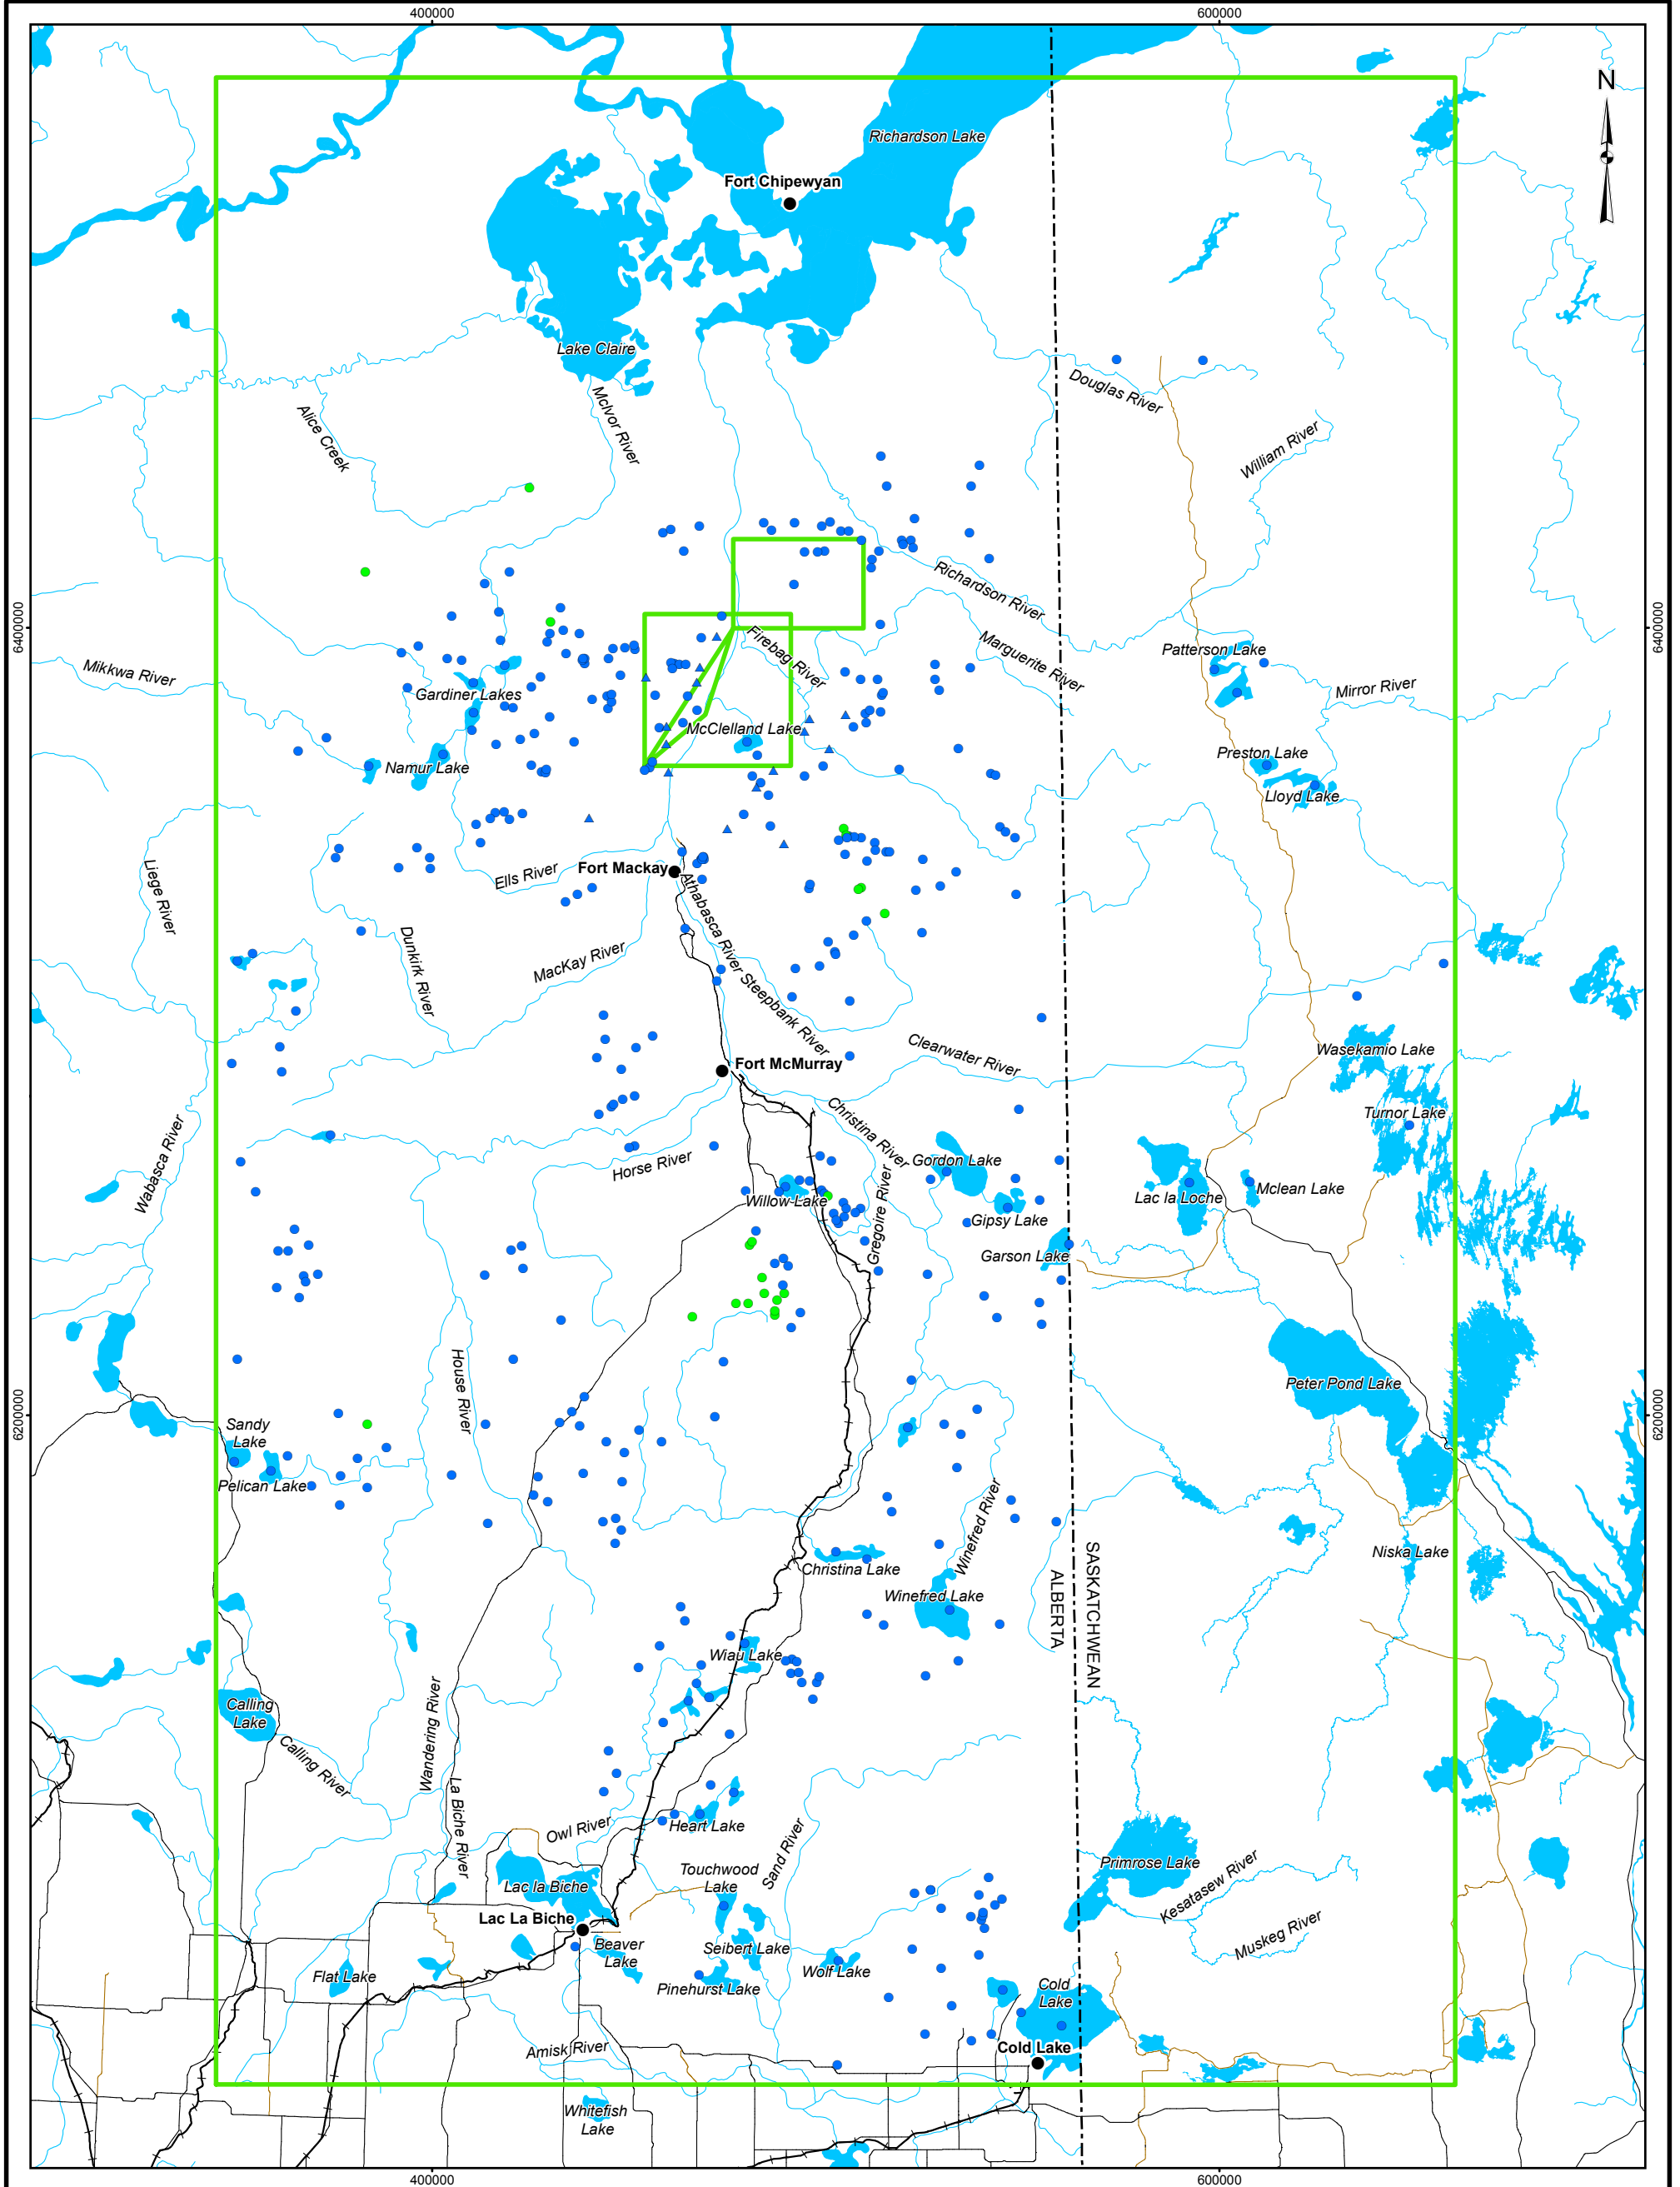 400000
600000
N
Richardson Lake
Fort Chipewyan
Lake Claire
McIvor River
Alice Creek
Douglas River
William River
Richardson River
6400000
6400000
Firebag River
Marguerite River
Patterson Lake
Mikkwa River
Gardiner Lakes
Mirror River
McClelland Lake
Preston Lake
Namur Lake
Lloyd Lake
Liege River
Ells River
Fort Mackay
Athabasca River
Dunkirk River
MacKay River
Steepbank River
Clearwater River
Wasekamio Lake
Fort McMurray
Christina River
Turnor Lake
Wabasca River
Horse River
Gordon Lake
Gregoire River
Willow Lake
Lac la Loche
Mclean Lake
Gipsy Lake
Garson Lake
House River
Peter Pond Lake
6200000
6200000
Sandy
Lake
Pelican Lake
Winefred River
Christina Lake
Niska Lake
Winefred Lake
ALBERTA
SASKATCHWEAN
Wiau Lake
Calling
Lake
Calling River
Wandering River
La Biche River
Owl River
Heart Lake
Sand River
Touchwood
Lake
Primrose Lake
Kesatasew River
Lac la Biche
Lac La Biche
Beaver
Lake
Seibert Lake
Muskeg River
Flat Lake
Pinehurst Lake
Wolf Lake
Cold
Lake
Cold Lake
Amisk River
Whitefish
Lake
400000
600000